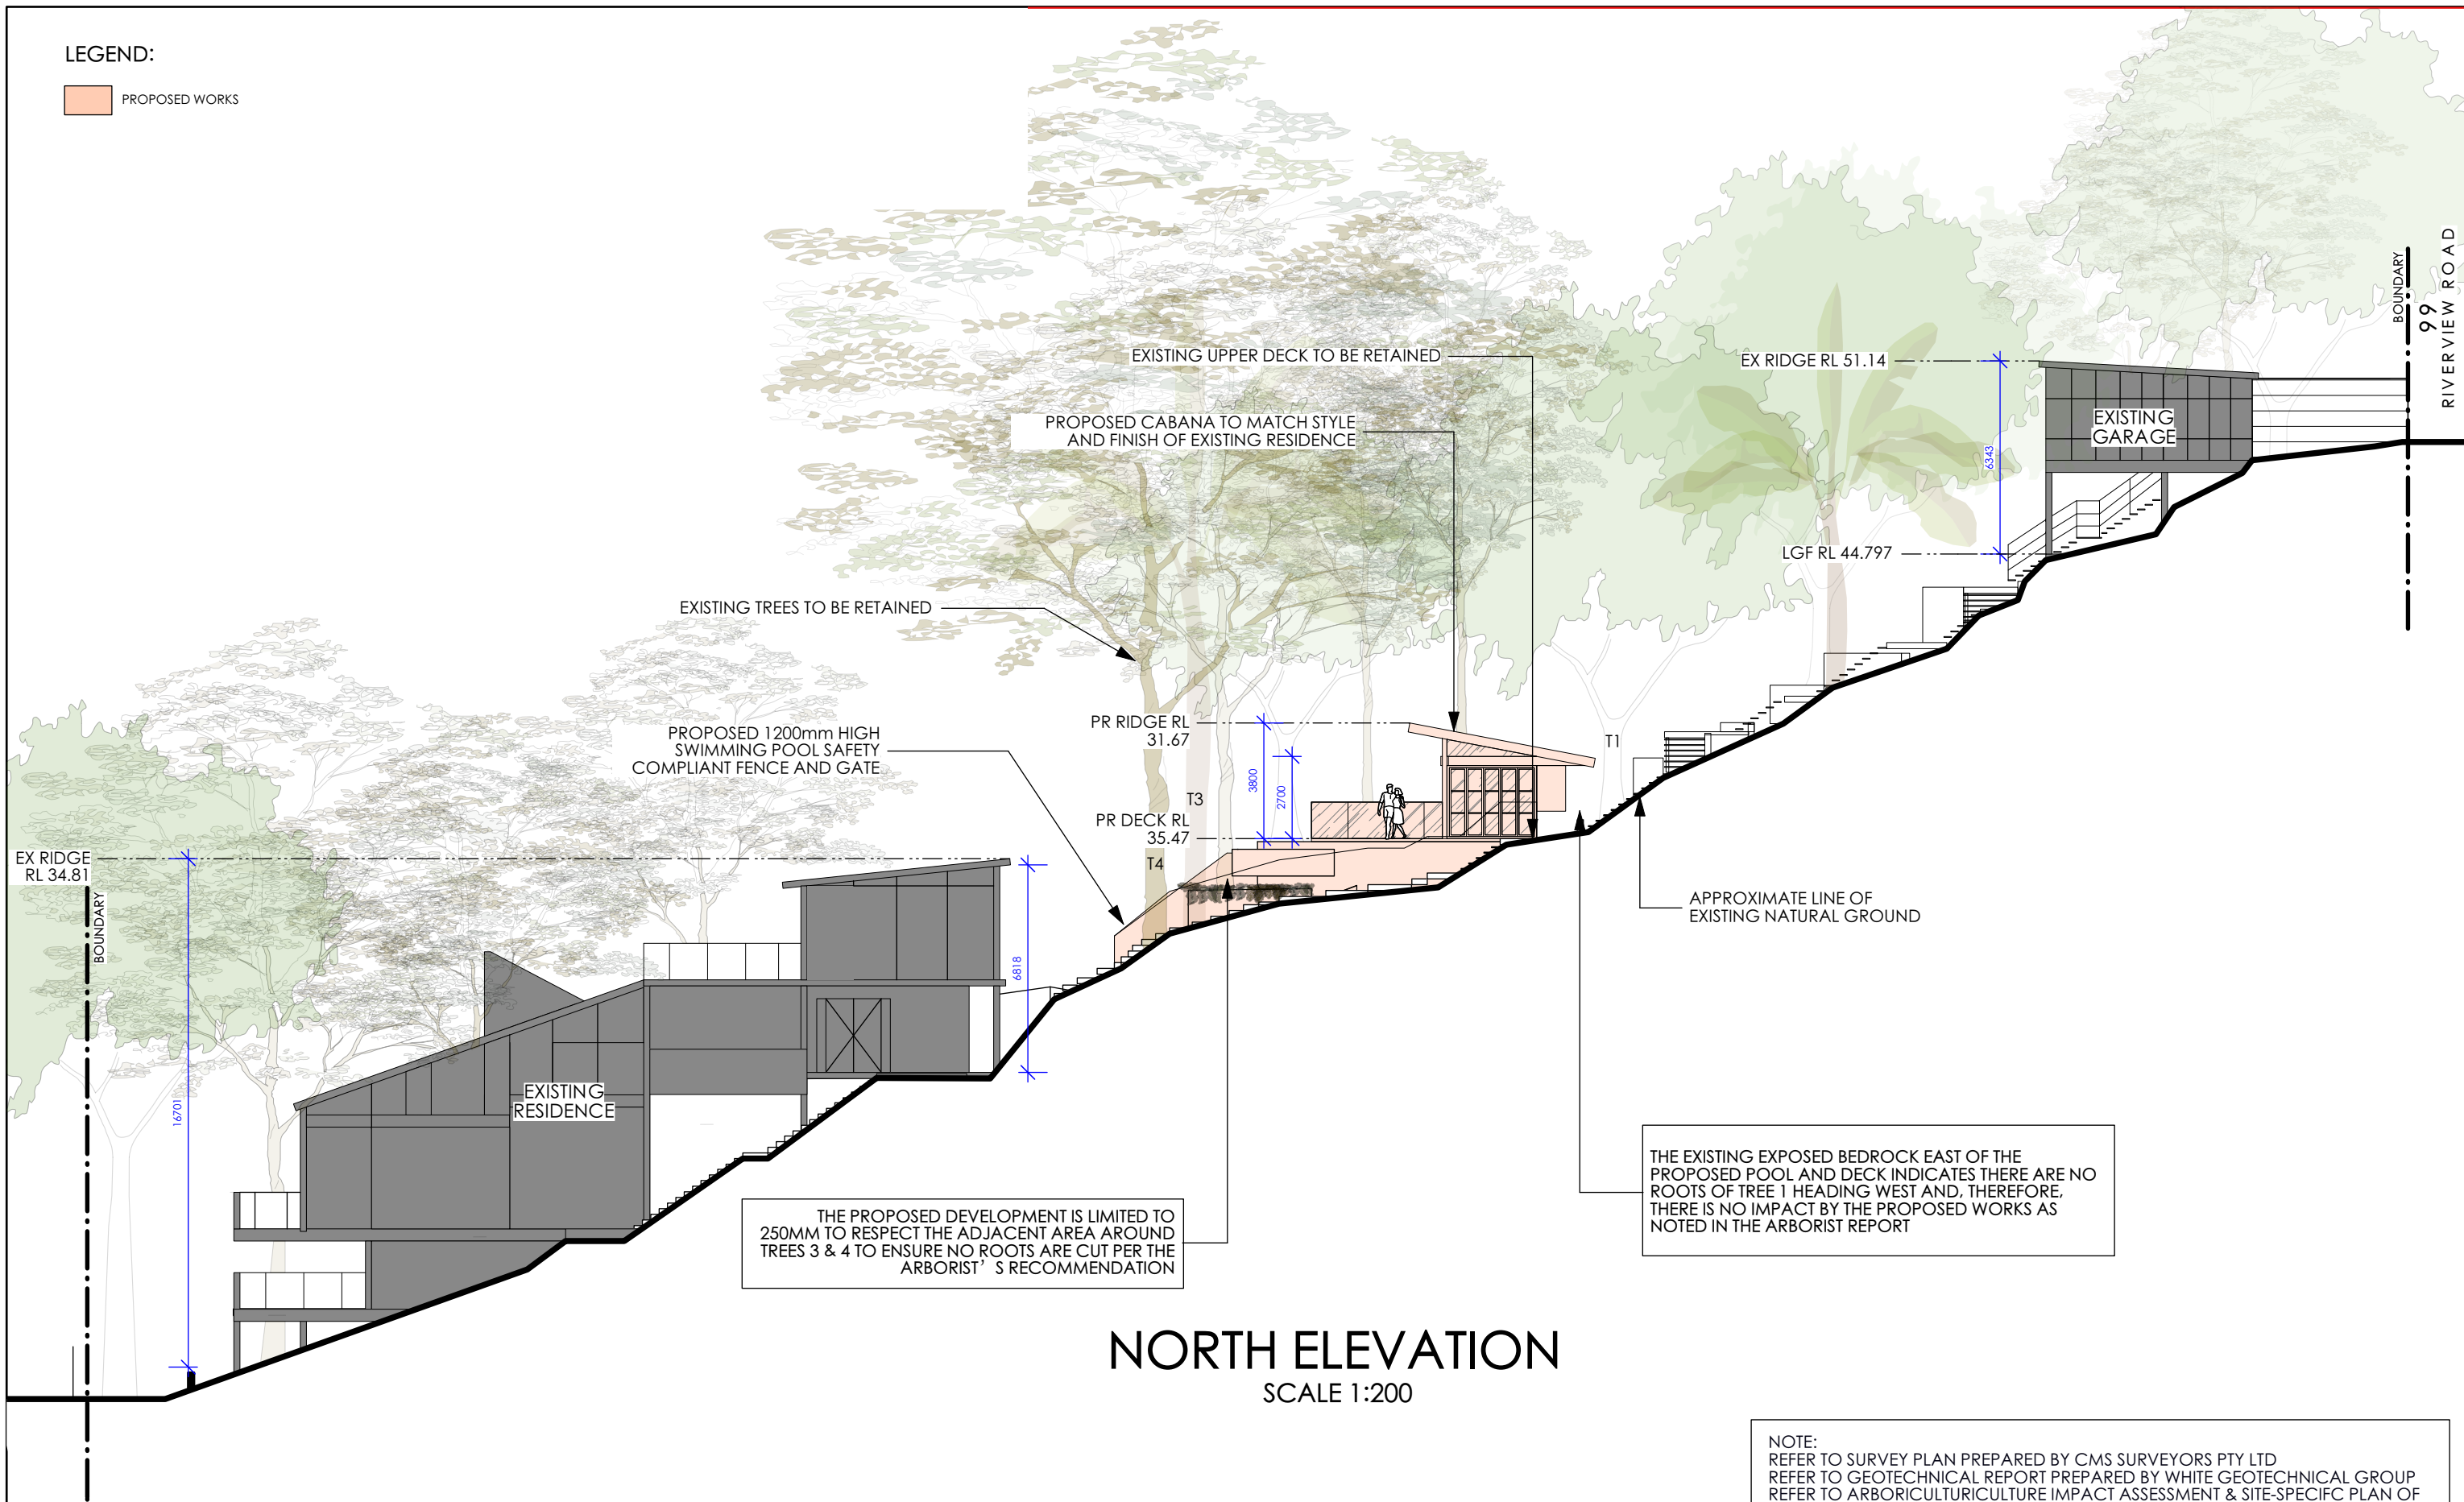 LEGEND:
PROPOSED WORKS
EXISTING UPPER DECK TO BE RETAINED
PROPOSED CABANA TO MATCH STYLE
AND FINISH OF EXISTING RESIDENCE
EX RIDGE RL 51.14
EXISTING
GARAGE
BOUNDARY
99
RIVERVIEW ROAD
6343
LGF RL 44.797
EXISTING TREES TO BE RETAINED
PROPOSED 1200mm HIGH
SWIMMING POOL SAFETY
COMPLIANT FENCE AND GATE
PR RIDGE RL
31.67
3800
2700
T1
T3
PR DECK RL
35.47
T4
EX RIDGE
RL 34.81
BOUNDARY
APPROXIMATE LINE OF
EXISTING NATURAL GROUND
6818
16701
EXISTING
RESIDENCE
THE PROPOSED DEVELOPMENT IS LIMITED TO
250MM TO RESPECT THE ADJACENT AREA AROUND
TREES 3 & 4 TO ENSURE NO ROOTS ARE CUT PER THE
ARBORIST' S RECOMMENDATION
THE EXISTING EXPOSED BEDROCK EAST OF THE
PROPOSED POOL AND DECK INDICATES THERE ARE NO
ROOTS OF TREE 1 HEADING WEST AND, THEREFORE,
THERE IS NO IMPACT BY THE PROPOSED WORKS AS
NOTED IN THE ARBORIST REPORT
NORTH ELEVATION
SCALE 1:200
NOTE:
REFER TO SURVEY PLAN PREPARED BY CMS SURVEYORS PTY LTD
REFER TO GEOTECHNICAL REPORT PREPARED BY WHITE GEOTECHNICAL GROUP
REFER TO ARBORICULTURICULTURE IMPACT ASSESSMENT & SITE-SPECIFC PLAN OF